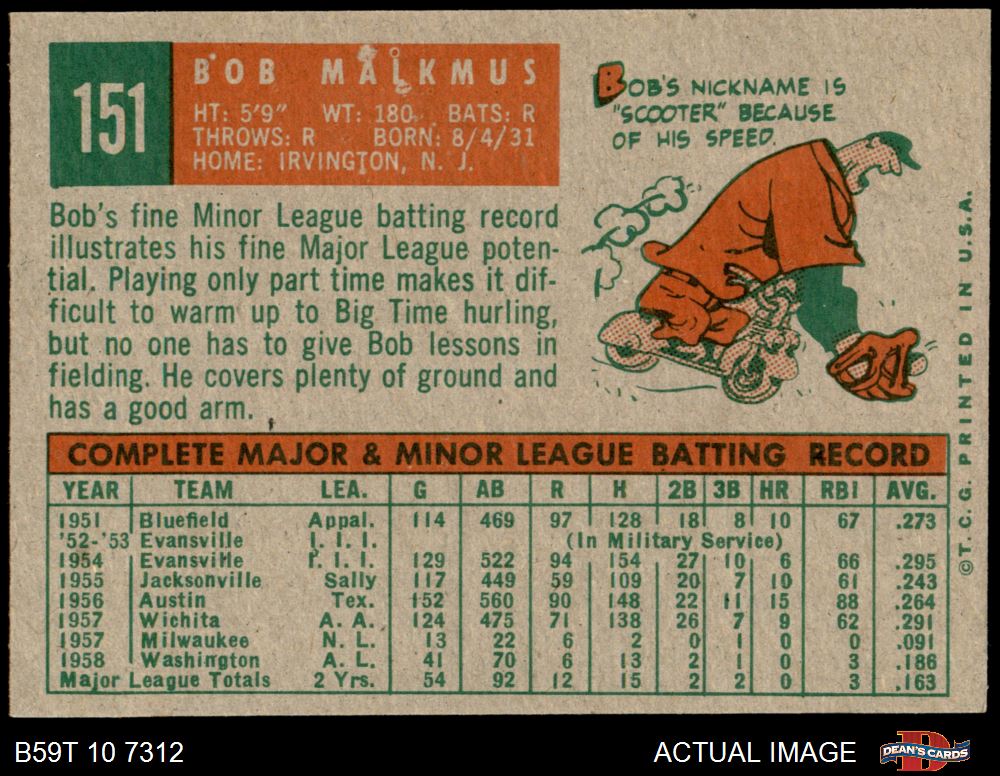 151
BOB MALKMUS
HT: 5'9" WT: 180 BATS: R
THROWS: R BORN: 8/4/31
HOME: IRVINGTON, N. J.
BOB'S NICKNAME IS
"SCOOTER" BECAUSE
OF HIS SPEED.
Bob's fine Minor League batting record
illustrates his fine Major League poten-
tial. Playing only part time makes it dif-
ficult to warm up to Big Time hurling,
but no one has to give Bob lessons in
fielding. He covers plenty of ground and
has a good arm.
COMPLETE MAJOR & MINOR LEAGUE BATTING RECORD
YEAR TEAM LEA. G AB R H 2B 3B HR RBI AVG.
1951 Bluefield Appal. 114 469 97 128 18 8 10 67 .273
'52-'53 Evansville I. I. I. (In Military Service)
1954 Evansville I. I. I. 129 522 94 154 27 10 6 66 .295
1955 Jacksonville Sally 117 449 59 109 20 7 10 61 .243
1956 Austin Tex. 152 560 90 148 22 11 15 88 .264
1957 Wichita A. A. 124 475 71 138 26 7 9 62 .291
1957 Milwaukee N. L. 13 22 6 2 0 1 0 0 .091
1958 Washington A. L. 41 70 6 13 2 1 0 3 .186
Major League Totals 2 Yrs. 54 92 12 15 2 2 0 3 .163
©T. C. G. PRINTED IN U.S.A.
B59T 10 7312 ACTUAL IMAGE
D
DEAN'S CARDS